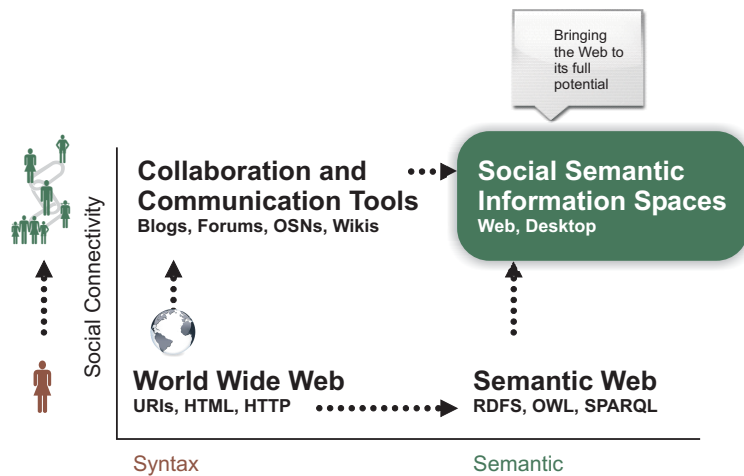 Bringing
the Web to
its full
potential
Collaboration and
Communication Tools
Blogs, Forums, OSNs, Wikis
Social Semantic
Information Spaces
Web, Desktop
Social Connectivity
World Wide Web
URIs, HTML, HTTP
Semantic Web
RDFS, OWL, SPARQL
Syntax
Semantic